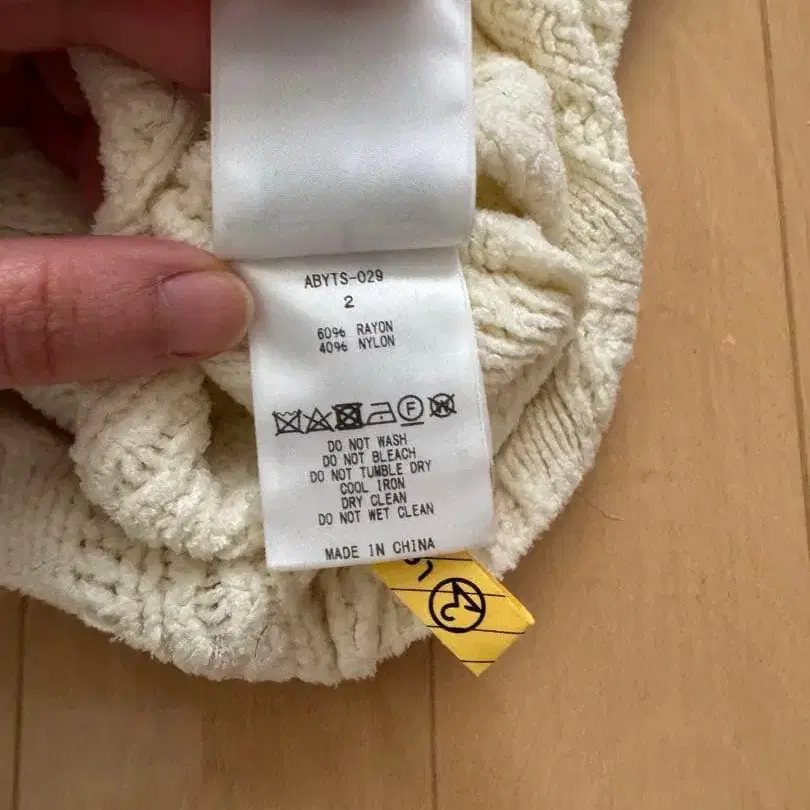 ABYTS-029
2
60% RAYON
40% NYLON
F
W
DO NOT WASH
DO NOT BLEACH
DO NOT TUMBLE DRY
COOL IRON
DRY CLEAN
DO NOT WET CLEAN
MADE IN CHINA